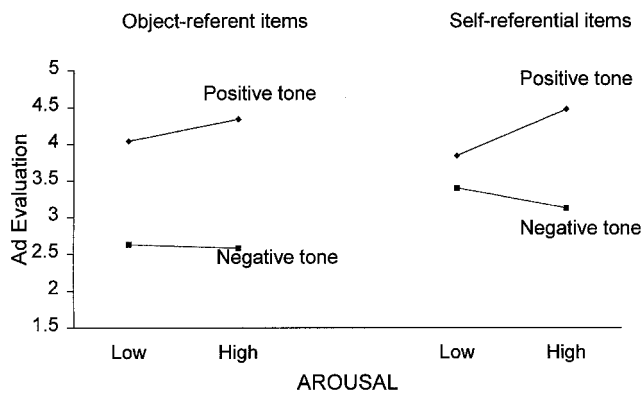 Object-referent items
Self-referential items
Ad Evaluation
5
4.5
4
3.5
3
2.5
2
1.5
Positive tone
Negative tone
Positive tone
Negative tone
Low
High
Low
High
AROUSAL